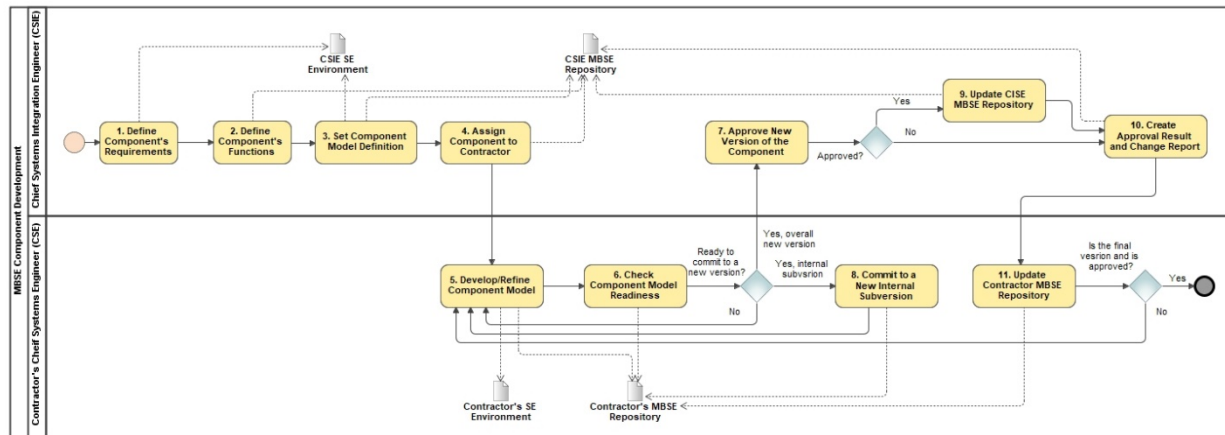 MBSE Component Development
Chief Systems Integration Engineer (CSIE)
CSIE SE
Environment
CSIE MBSE
Repository
1. Define
Component's
Requirements
2. Define
Component's
Functions
3. Set Component
Model Definition
4. Assign
Component to
Contractor
7. Approve New
Version of the
Component
Approved?
Yes
No
9. Update CISE
MBSE Repository
10. Create
Approval Result
and Change Report
Contractor's Cheif Systems Engineer (CSE)
5. Develop/Refine
Component Model
6. Check
Component Model
Readiness
Ready to
commit to a
new version?
Yes, overall
new version
Yes, internal
subvsrion
No
8. Commit to a
New Internal
Subversion
11. Update
Contractor MBSE
Repository
Is the final
vesrion and is
approved?
Yes
No
Contractor's SE
Environment
Contractor's MBSE
Repository